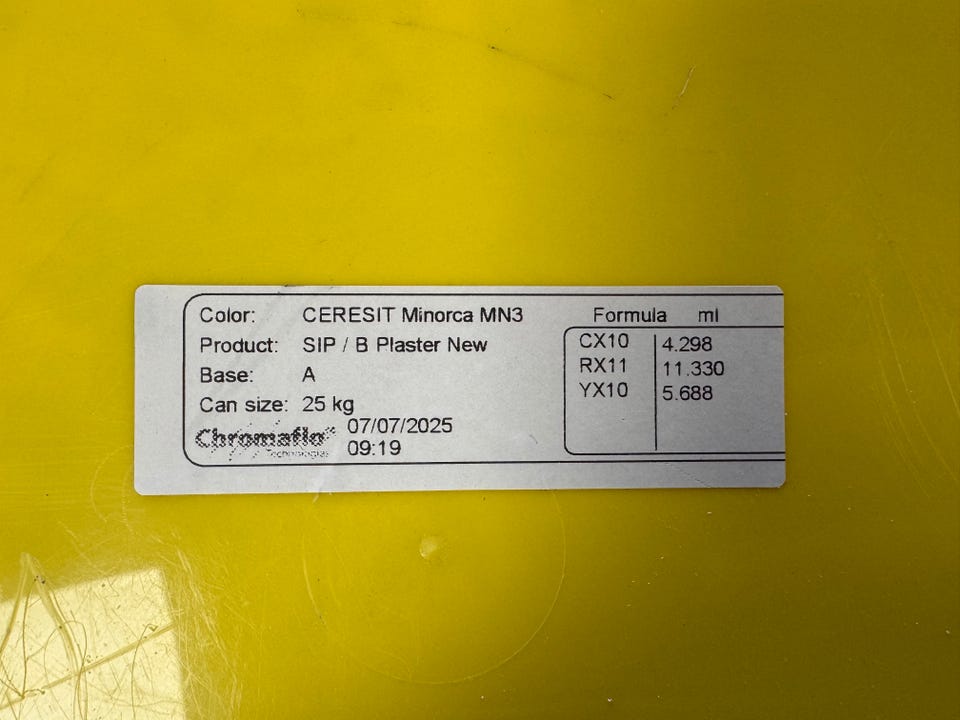 Color: CERESIT Minorca MN3
Product: SIP / B Plaster New
Base: A
Can size: 25 kg
Chromaflo Technologies
07/07/2025
09:19
Formula ml
CX10 4.298
RX11 11.330
YX10 5.688